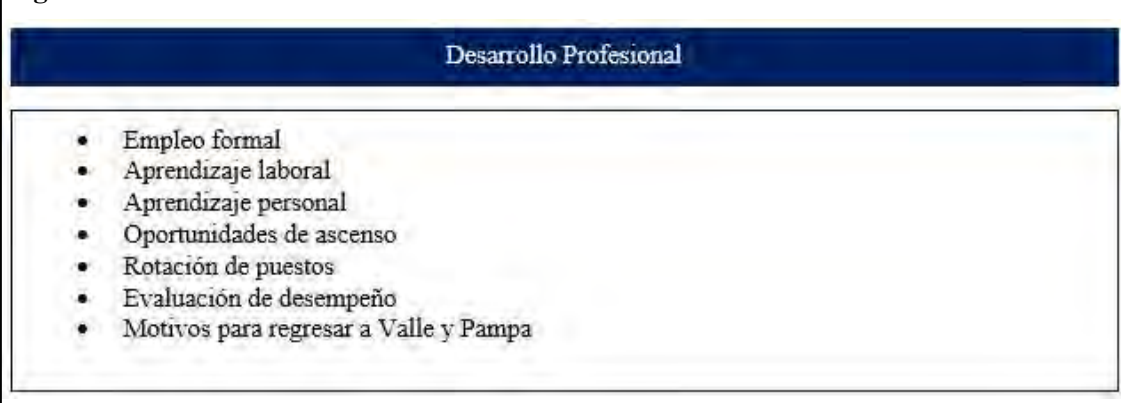 Desarrollo Profesional
• Empleo formal
• Aprendizaje laboral
• Aprendizaje personal
• Oportunidades de ascenso
• Rotación de puestos
• Evaluación de desempeño
• Motivos para regresar a Valle y Pampa